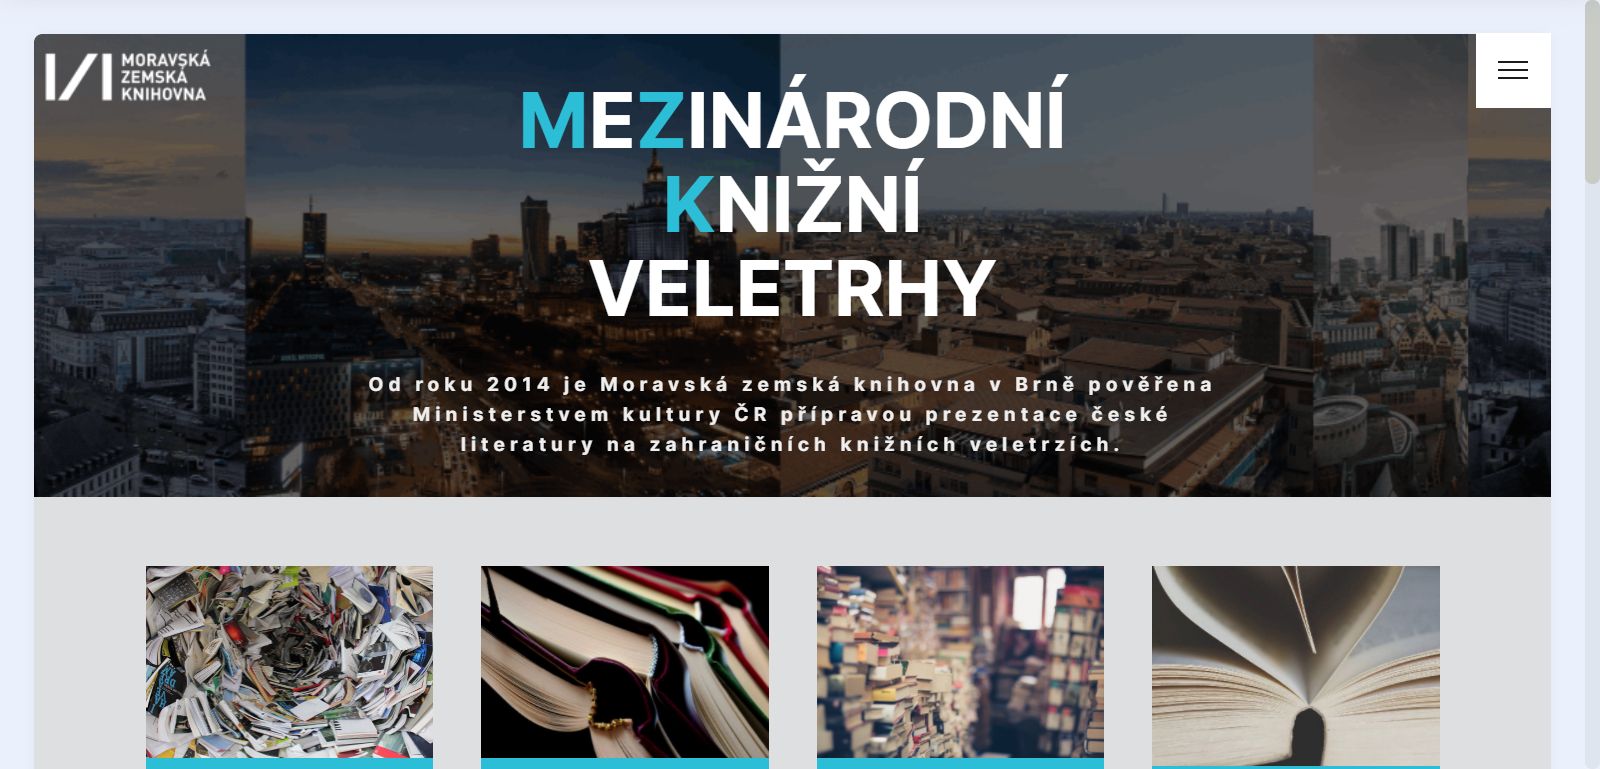 MORAVSKÁ
ZEMSKÁ
KNIHOVNA
MEZINÁRODNÍ
KNIŽNÍ
VELETRHY
Od roku 2014 je Moravská zemská knihovna v Brně pověřena
Ministerstvem kultury ČR přípravou prezentace české
literatury na zahraničních knižních veletrzích.